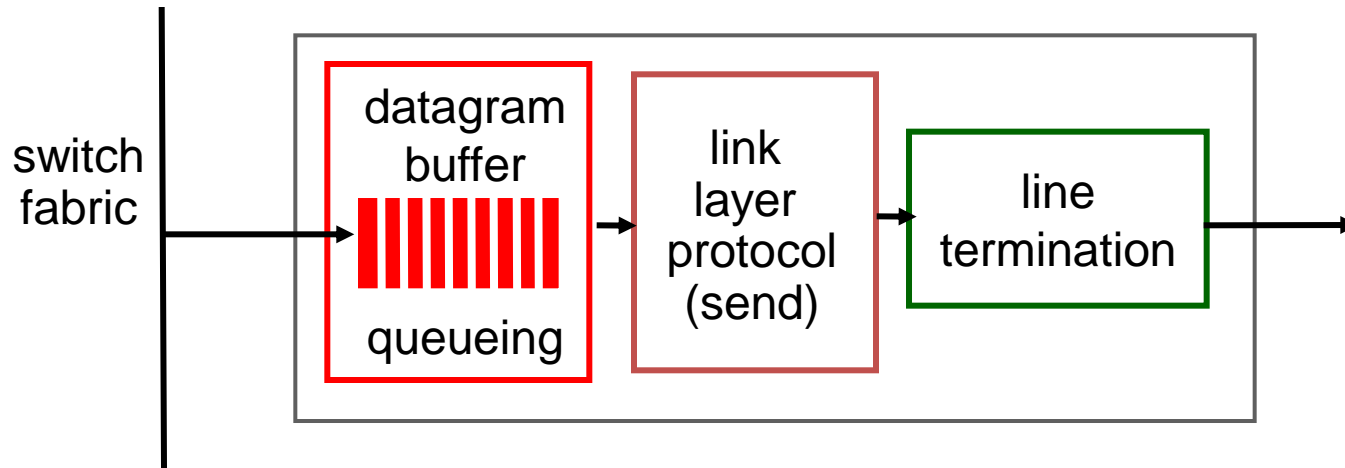 switch
fabric
datagram
buffer
queueing
link
layer
protocol
(send)
line
termination